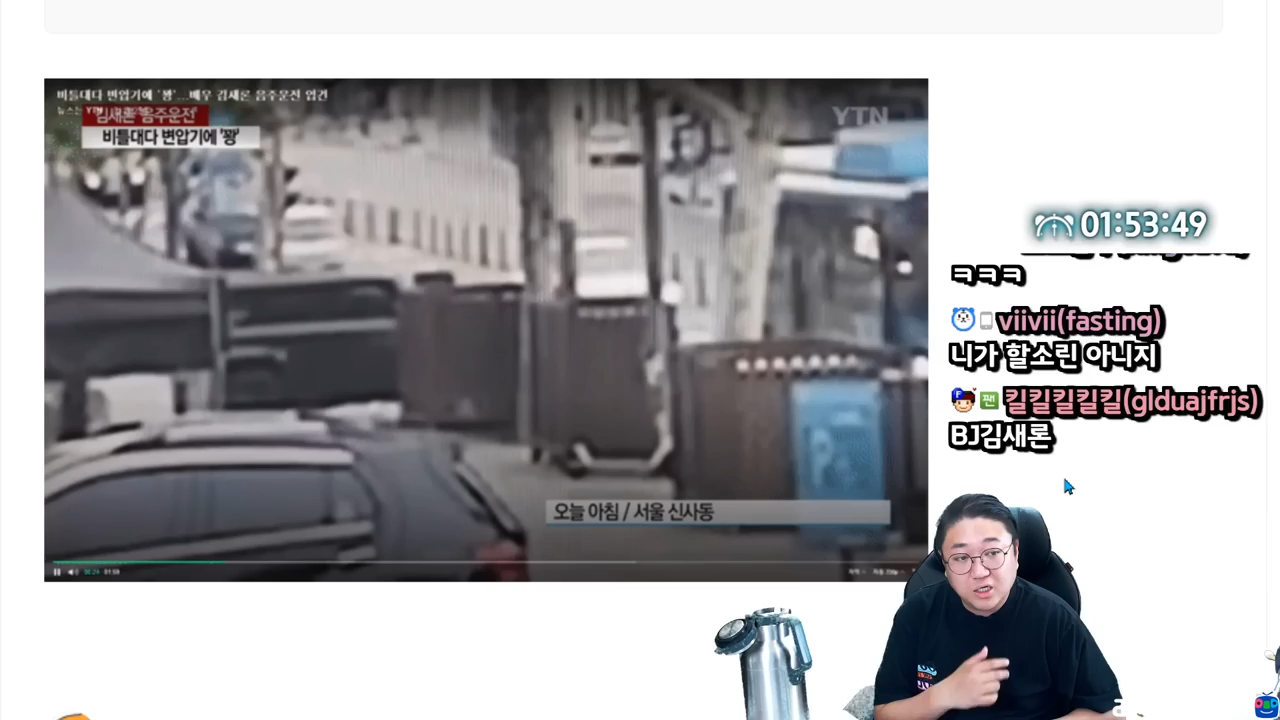 비틀대다 변압기에 '쾅'...배우 김새론 음주운전 입건
'김새론 음주운전'
비틀대다 변압기에 '쾅'
YTN
오늘 아침 / 서울 신사동
01:53:49
ㅋㅋㅋ
viivii(fasting)
니가 할소린 아니지
팬 킬킬킬킬킬(glduajfrjs)
BJ김새론